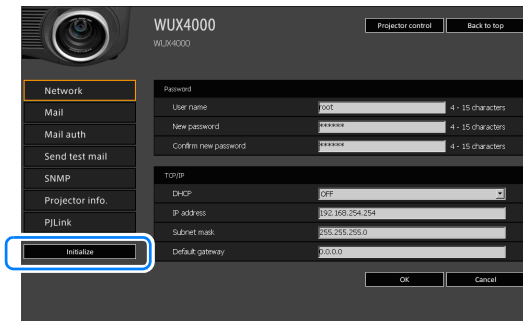 WUX4000
WUX4000
Projector control
Back to top
Network
Mail
Mail auth
Send test mail
SNMP
Projector info.
PJLink
Initialize
Password
User name root 4 - 15 characters
New password ****** 4 - 15 characters
Confirm new password ****** 4 - 15 characters
TCP/IP
DHCP OFF
IP address 192.168.254.254
Subnet mask 255.255.255.0
Default gateway 0.0.0.0
OK
Cancel